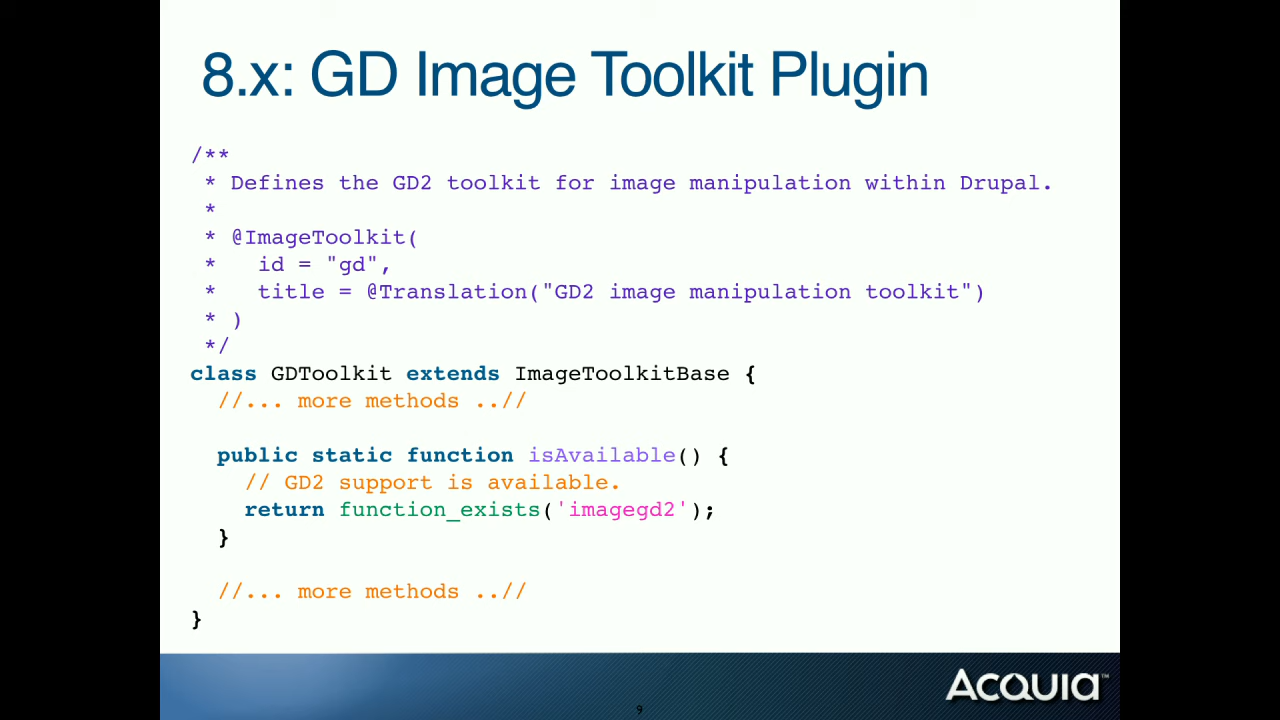 8.x: GD Image Toolkit Plugin
/**
 * Defines the GD2 toolkit for image manipulation within Drupal.
 *
 * @ImageToolkit(
 *   id = "gd",
 *   title = @Translation("GD2 image manipulation toolkit")
 * )
 */
class GDToolkit extends ImageToolkitBase {
  //... more methods ..//
  public static function isAvailable() {
    // GD2 support is available.
    return function_exists('imagegd2');
  }
  //... more methods ..//
}
ACQUIA™
9